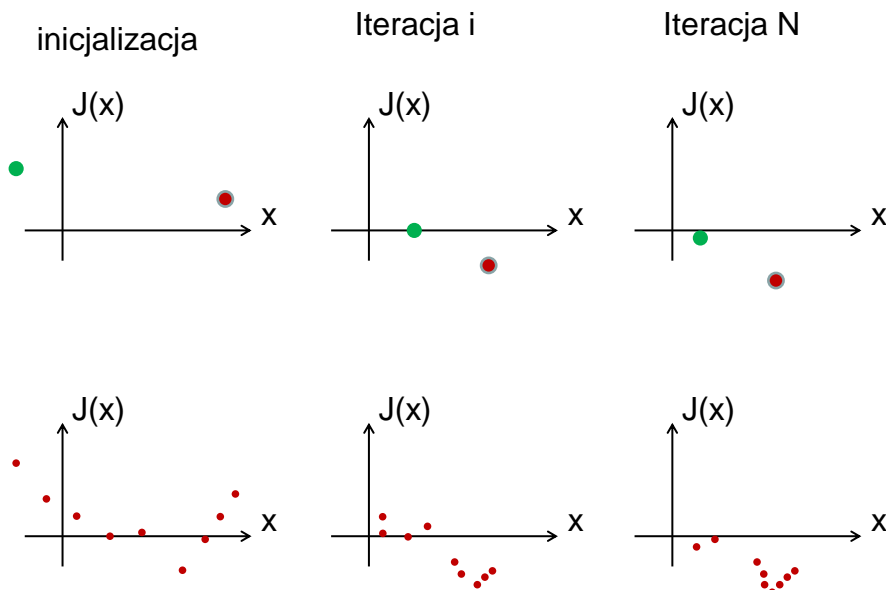 inicjalizacja
Iteracja i
Iteracja N
J(x)
J(x)
J(x)
x
x
x
J(x)
J(x)
J(x)
x
x
x